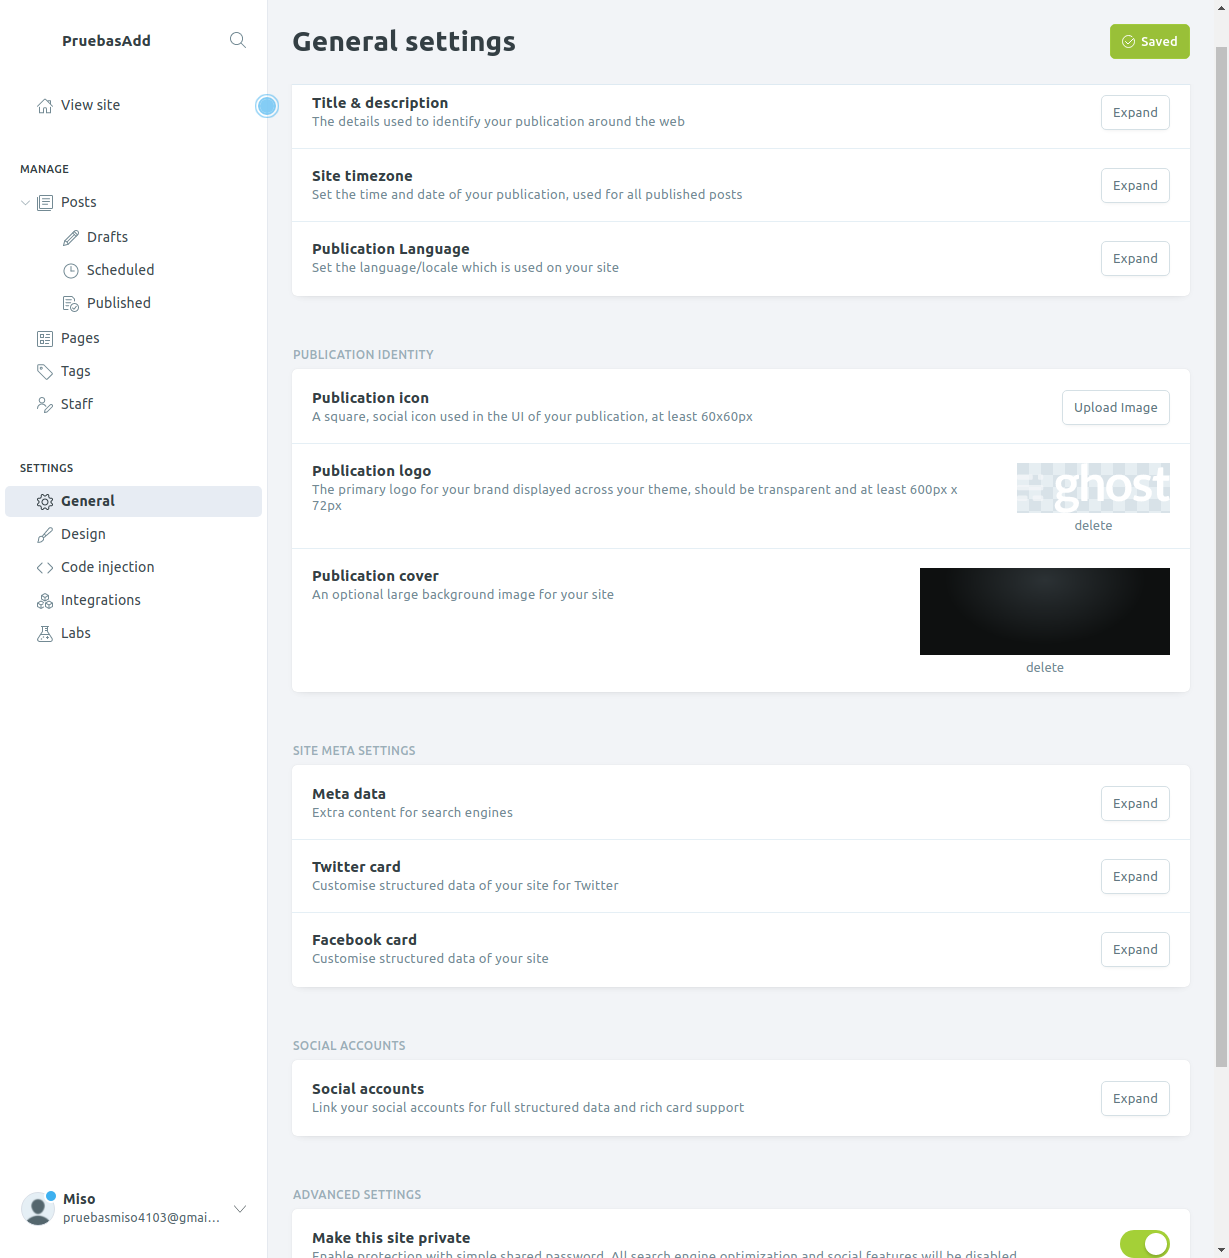 PruebasAdd
View site
MANAGE
Posts
Drafts
Scheduled
Published
Pages
Tags
Staff
SETTINGS
General
Design
Code injection
Integrations
Labs
Miso
pruebasmiso4103@gmai...
General settings
Saved
Title & description
The details used to identify your publication around the web
Expand
Site timezone
Set the time and date of your publication, used for all published posts
Expand
Publication Language
Set the language/locale which is used on your site
Expand
PUBLICATION IDENTITY
Publication icon
A square, social icon used in the UI of your publication, at least 60x60px
Upload Image
Publication logo
The primary logo for your brand displayed across your theme, should be transparent and at least 600px x
72px
ghost
delete
Publication cover
An optional large background image for your site
delete
SITE META SETTINGS
Meta data
Extra content for search engines
Expand
Twitter card
Customise structured data of your site for Twitter
Expand
Facebook card
Customise structured data of your site
Expand
SOCIAL ACCOUNTS
Social accounts
Link your social accounts for full structured data and rich card support
Expand
ADVANCED SETTINGS
Make this site private
Enable protection with simple shared password. All search engine optimization and social features will be disabled.